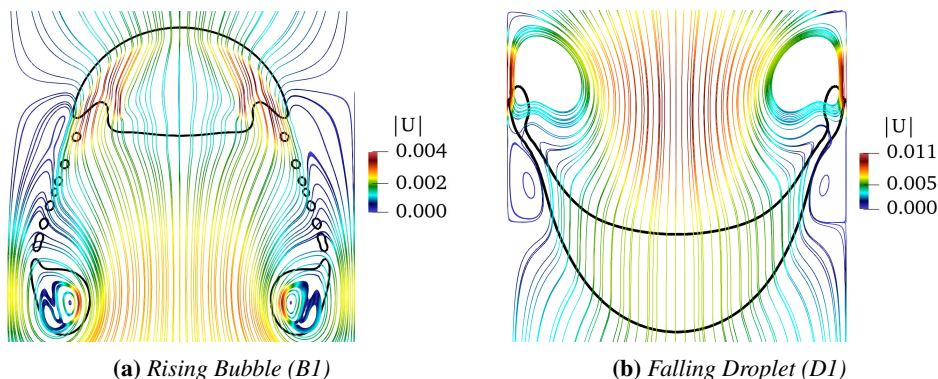 |U|
0.004
0.002
0.000
(a) Rising Bubble (B1)
|U|
0.011
0.005
0.000
(b) Falling Droplet (D1)